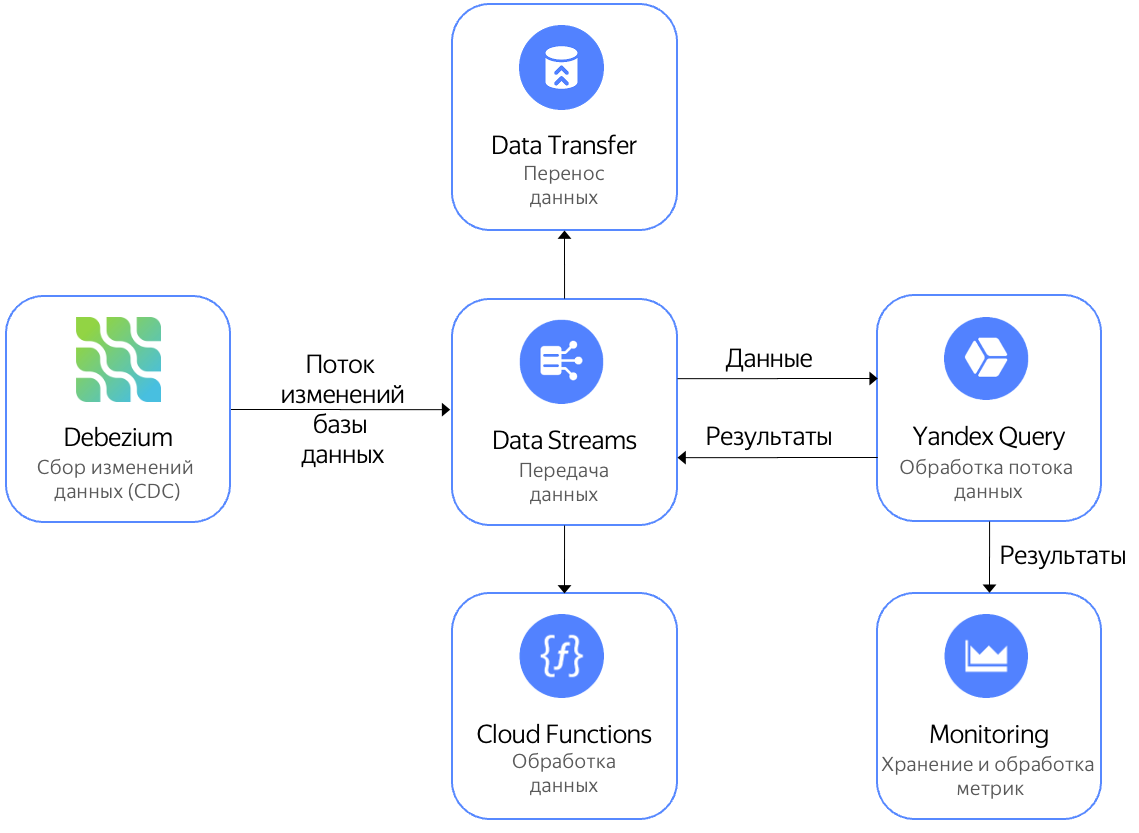 Data Transfer
Перенос
данных
Debezium
Сбор изменений
данных (CDC)
Поток
изменений
базы
данных
Data Streams
Передача
данных
Данные
Результаты
Yandex Query
Обработка потока
данных
Результаты
Cloud Functions
Обработка
данных
Monitoring
Хранение и обработка
метрик